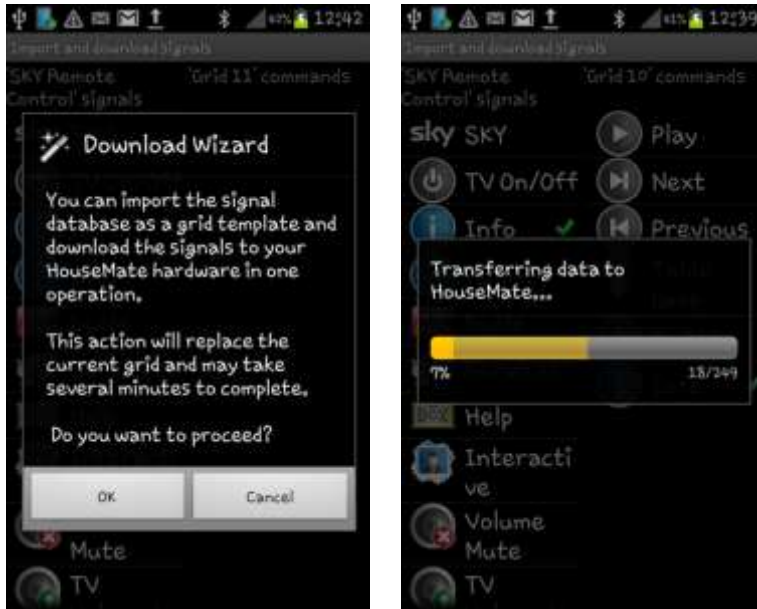 62% 12:42
Import and download signals
'SKY Remote
Control' signals
'Grid 11' commands
Download Wizard
You can import the signal
database as a grid template and
download the signals to your
HouseMate hardware in one
operation.
This action will replace the
current grid and may take
several minutes to complete.
Do you want to proceed?
OK
Cancel
Mute
TV
61% 12:39
Import and download signals
'SKY Remote
Control' signals
'Grid 10' commands
sky SKY
Play
TV On/Off
Next
Info
Previous
Transferring data to
HouseMate...
7%
18/249
Help
Interacti
ve
Volume
Mute
TV